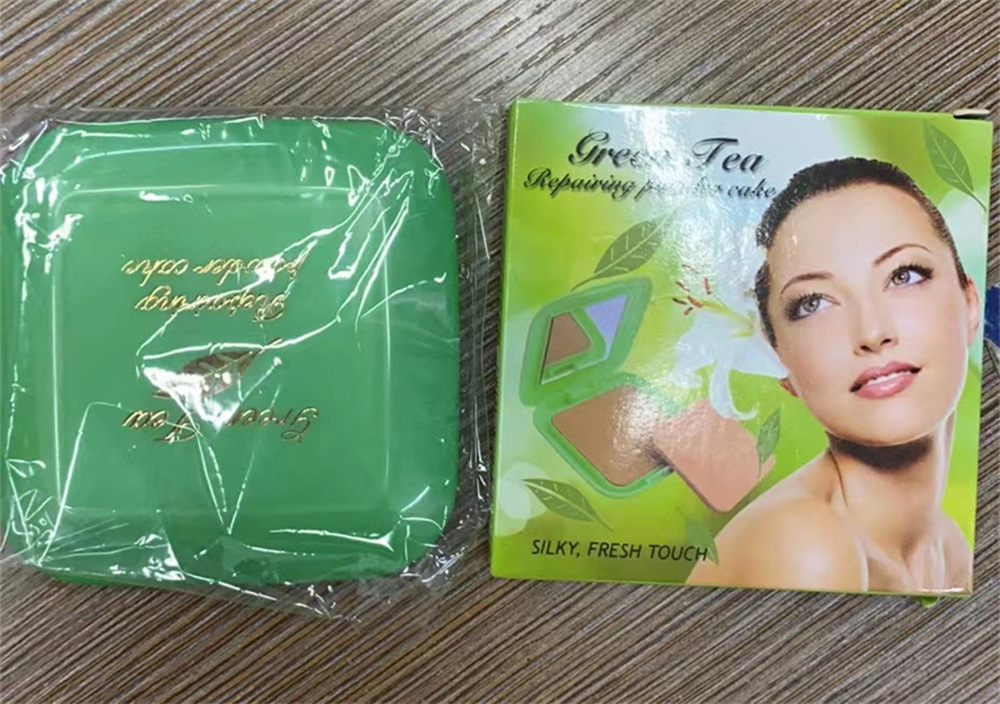 Green Tea
Repairing
powder cake
Green Tea
Repairing powder cake
SILKY, FRESH TOUCH